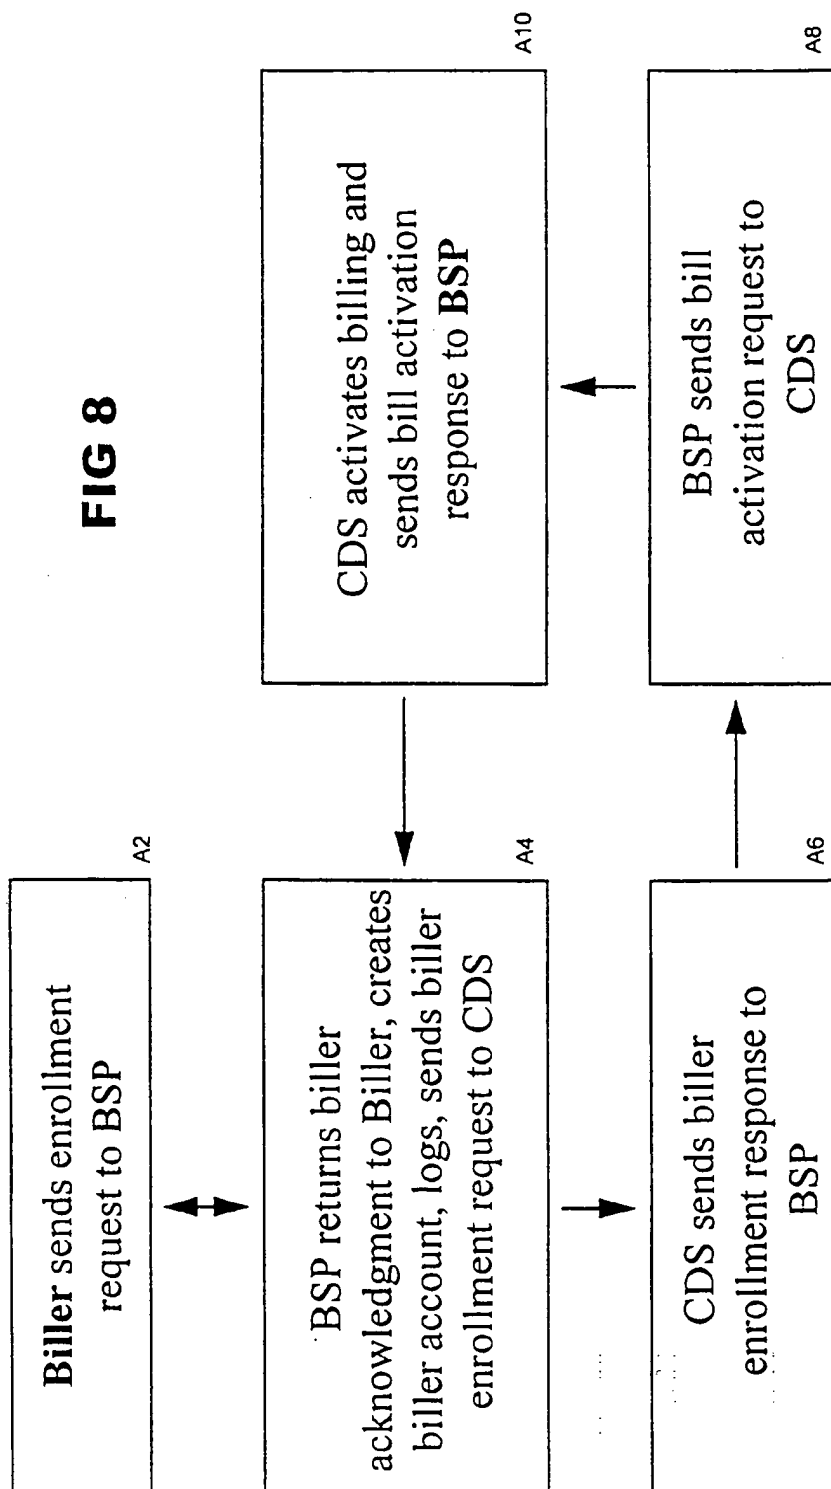 FIG 8
Biller sends enrollment
request to BSP
A2
BSP returns biller
acknowledgment to Biller, creates
biller account, logs, sends biller
enrollment request to CDS
A4
CDS sends biller
enrollment response to
BSP
A6
BSP sends bill
activation request to
CDS
A8
CDS activates billing and
sends bill activation
response to BSP
A10